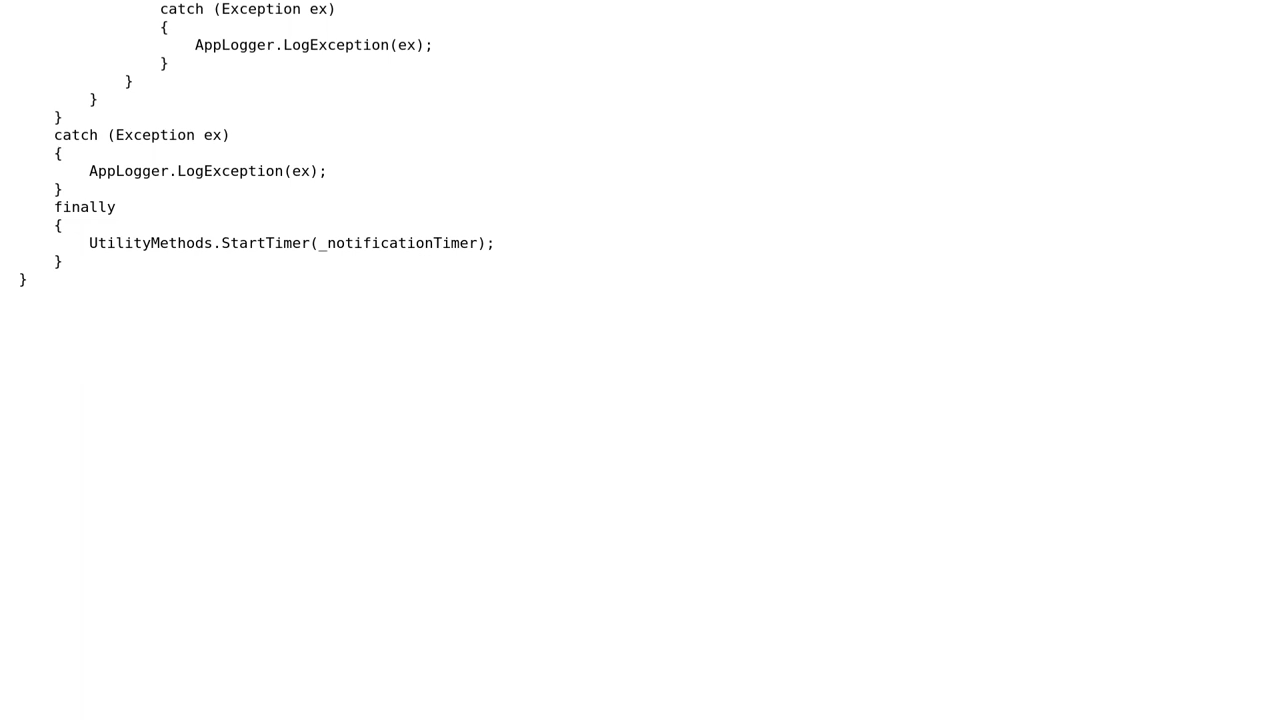 catch (Exception ex)
{
AppLogger.LogException(ex);
}
}
}
}
catch (Exception ex)
{
AppLogger.LogException(ex);
}
finally
{
UtilityMethods.StartTimer(_notificationTimer);
}
}